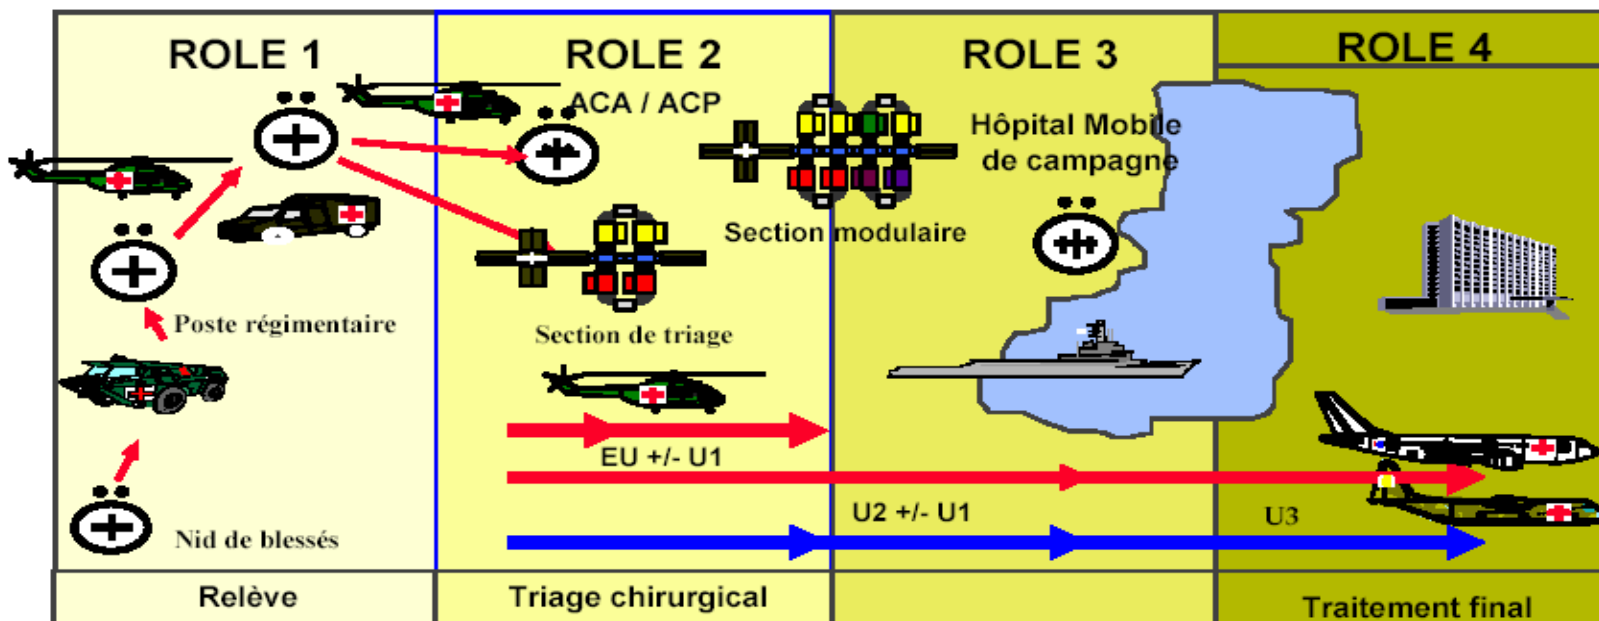 ROLE 1
ROLE 2
ROLE 3
ROLE 4
ACA / ACP
Hôpital Mobile
de campagne
Section modulaire
Poste régimentaire
Section de triage
EU +/- U1
U2 +/- U1
U3
Nid de blessés
Relève
Triage chirurgical
Traitement final